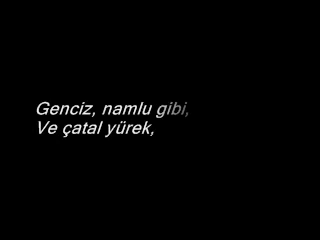 Genciz, namlu gibi,
Ve çatal yürek,